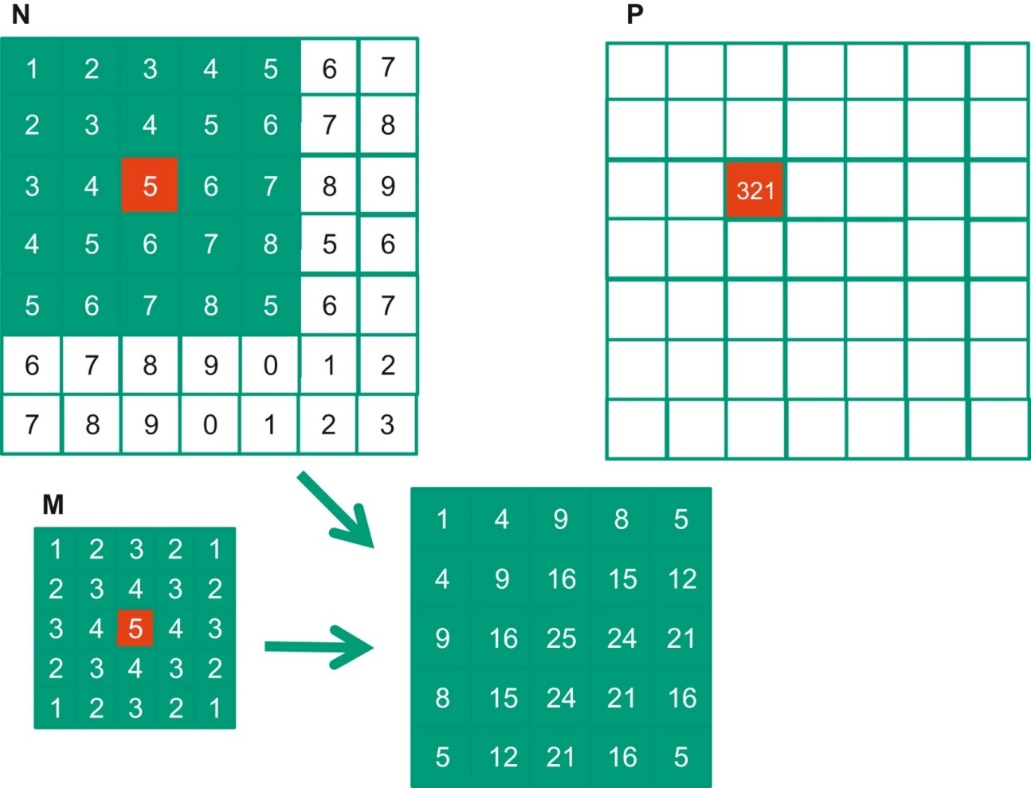 N
1 2 3 4 5 6 7
2 3 4 5 6 7 8
3 4 5 6 7 8 9
4 5 6 7 8 5 6
5 6 7 8 5 6 7
6 7 8 9 0 1 2
7 8 9 0 1 2 3
P
321
M
1 2 3 2 1
2 3 4 3 2
3 4 5 4 3
2 3 4 3 2
1 2 3 2 1
1 4 9 8 5
4 9 16 15 12
9 16 25 24 21
8 15 24 21 16
5 12 21 16 5